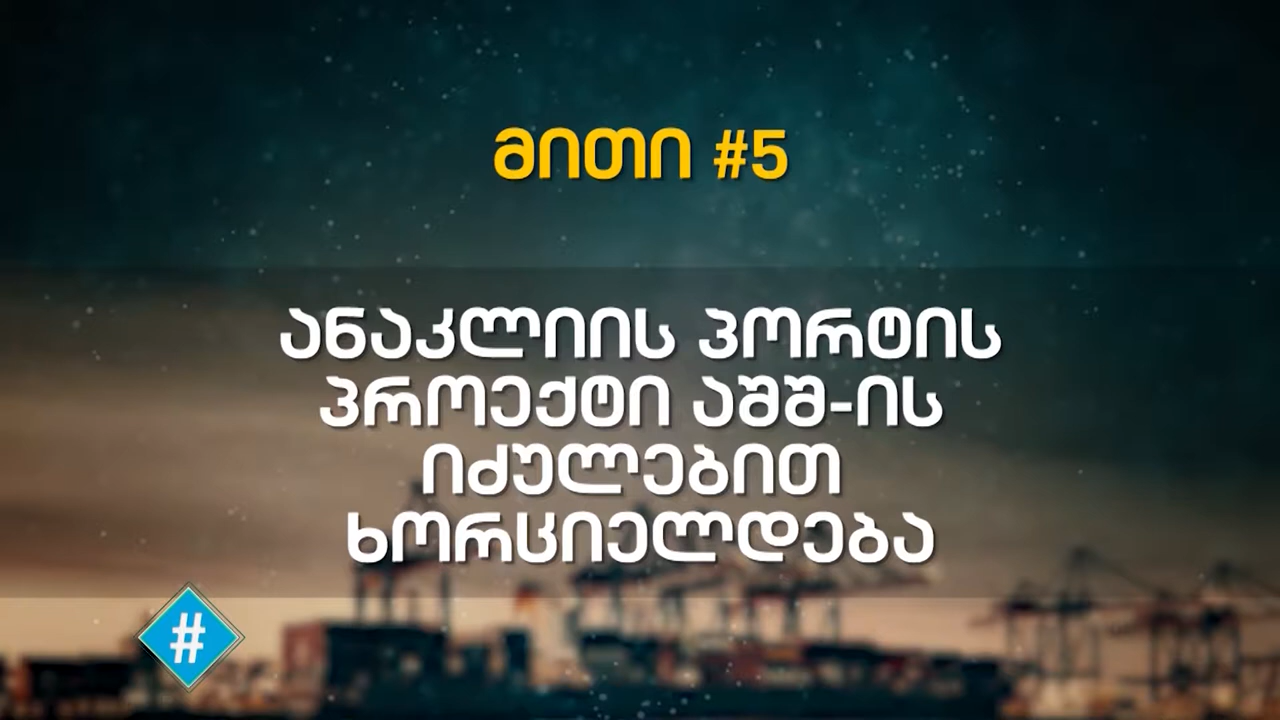 მითი #5
ანაკლიის პორტის
პროექტი აშშ-ის
იძულებით
ხორციელდება
#